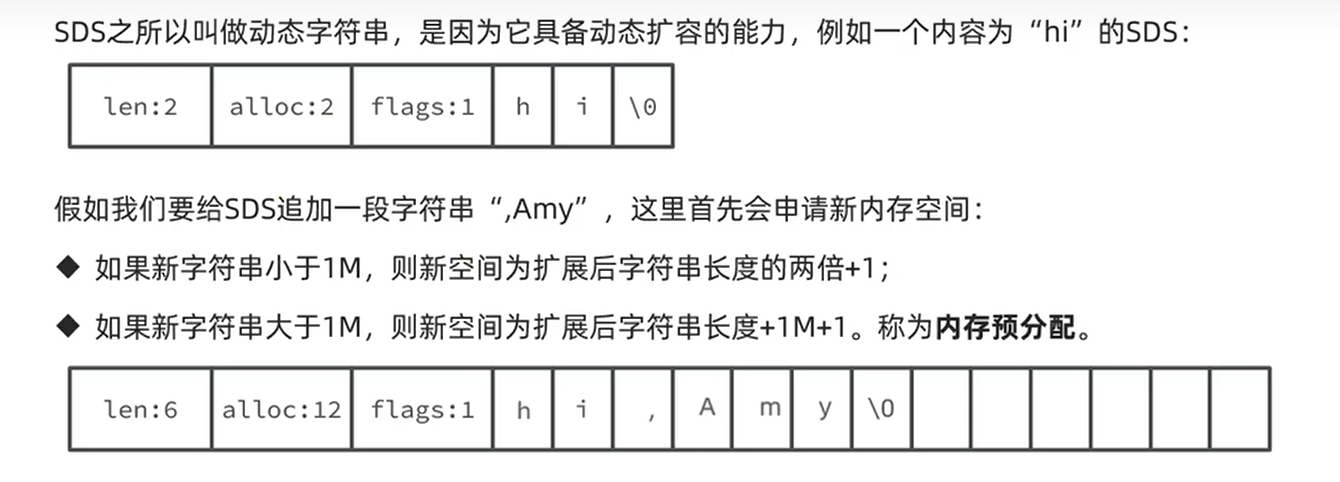 SDS之所以叫做动态字符串，是因为它具备动态扩容的能力，例如一个内容为“hi”的SDS：
len:2 alloc:2 flags:1 h i \0
假如我们要给SDS追加一段字符串“,Amy”，这里首先会申请新内存空间：
◆ 如果新字符串小于1M，则新空间为扩展后字符串长度的两倍+1；
◆ 如果新字符串大于1M，则新空间为扩展后字符串长度+1M+1。称为内存预分配。
len:6 alloc:12 flags:1 h i , A m y \0